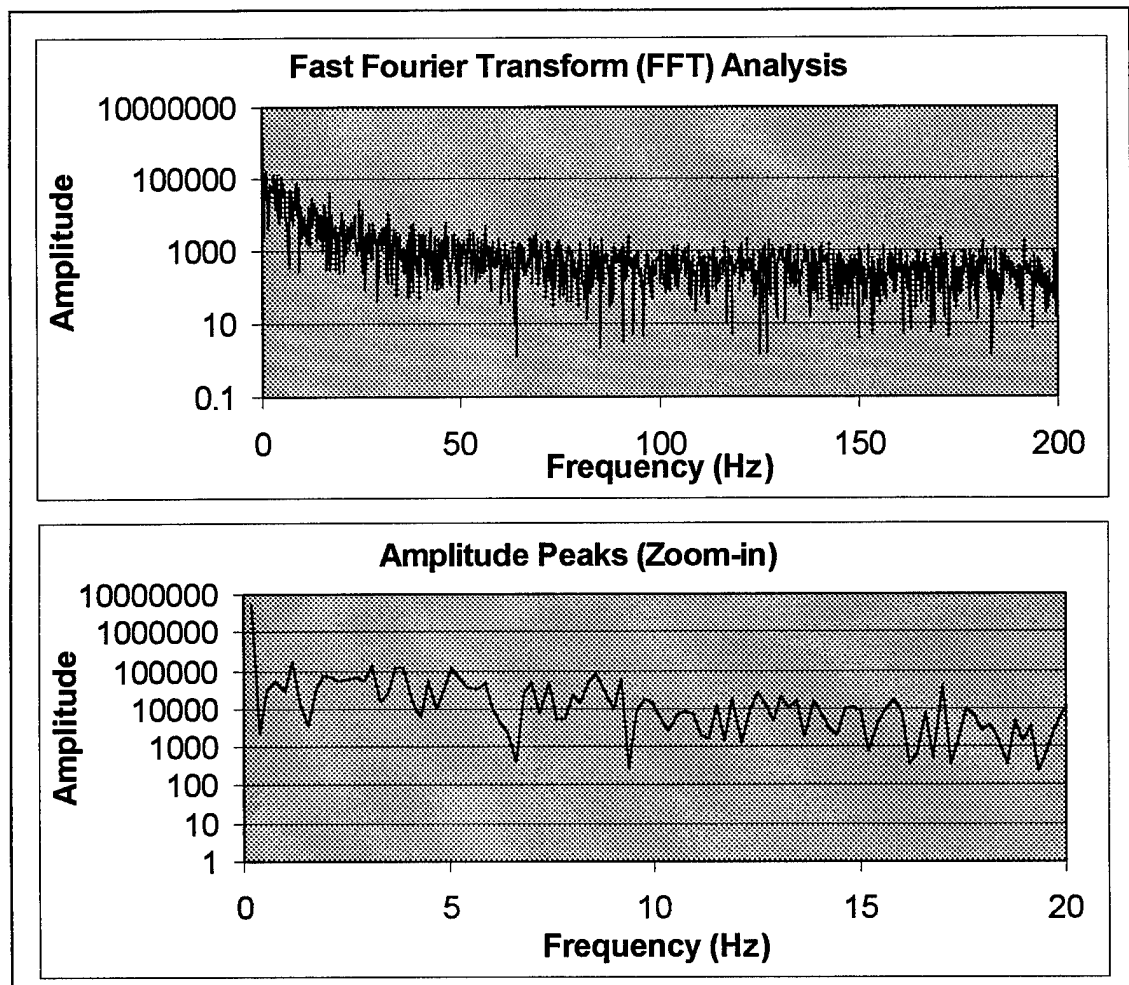 Fast Fourier Transform (FFT) Analysis
10000000
100000
1000
10
0.1
Amplitude
0 50 100 150 200
Frequency (Hz)
Amplitude Peaks (Zoom-in)
10000000
1000000
100000
10000
1000
100
10
1
Amplitude
0 5 10 15 20
Frequency (Hz)